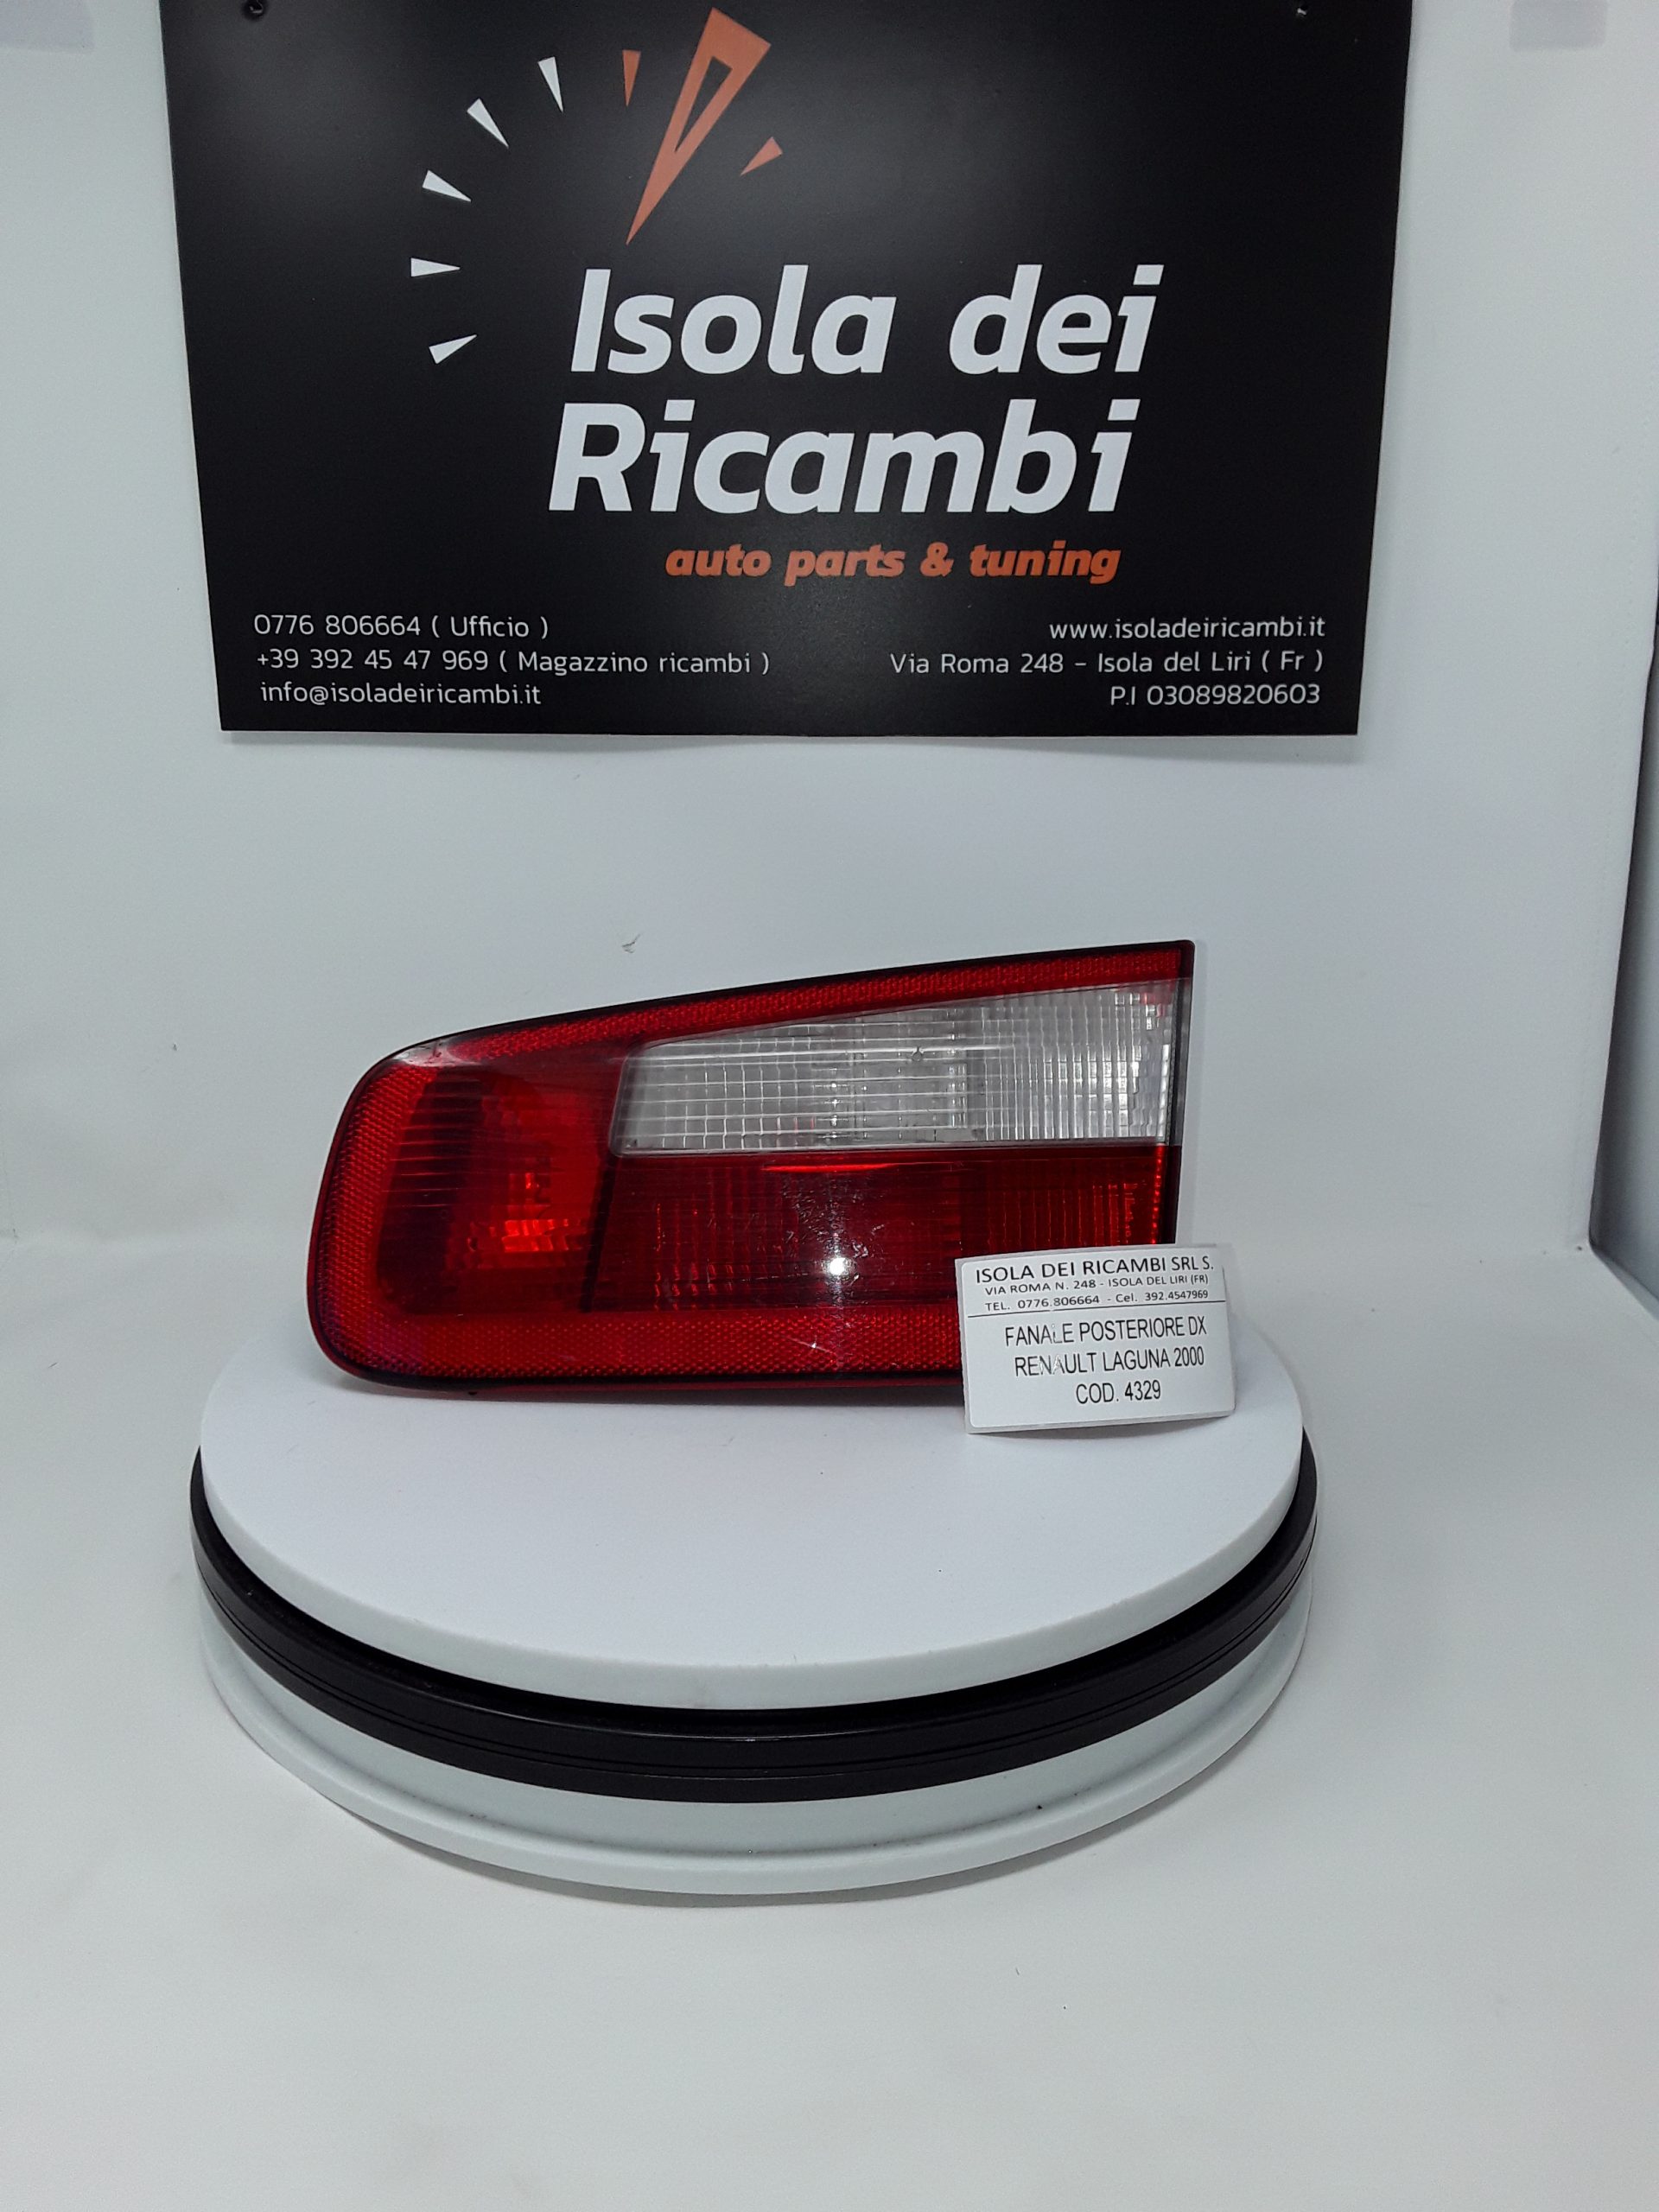 Isola dei
Ricambi
auto parts & tuning
0776 806664 ( Ufficio )
+39 392 45 47 969 ( Magazzino ricambi )
info@isoladeiricambi.it
www.isoladeiricambi.it
Via Roma 248 - Isola del Liri ( Fr )
P.I 03089820603
ISOLA DEI RICAMBI SRL S.
VIA ROMA N. 248 - ISOLA DEL LIRI (FR)
TEL. 0776.806664 - Cel. 392.4547969
FANALE POSTERIORE DX
RENAULT LAGUNA 2000
COD. 4329